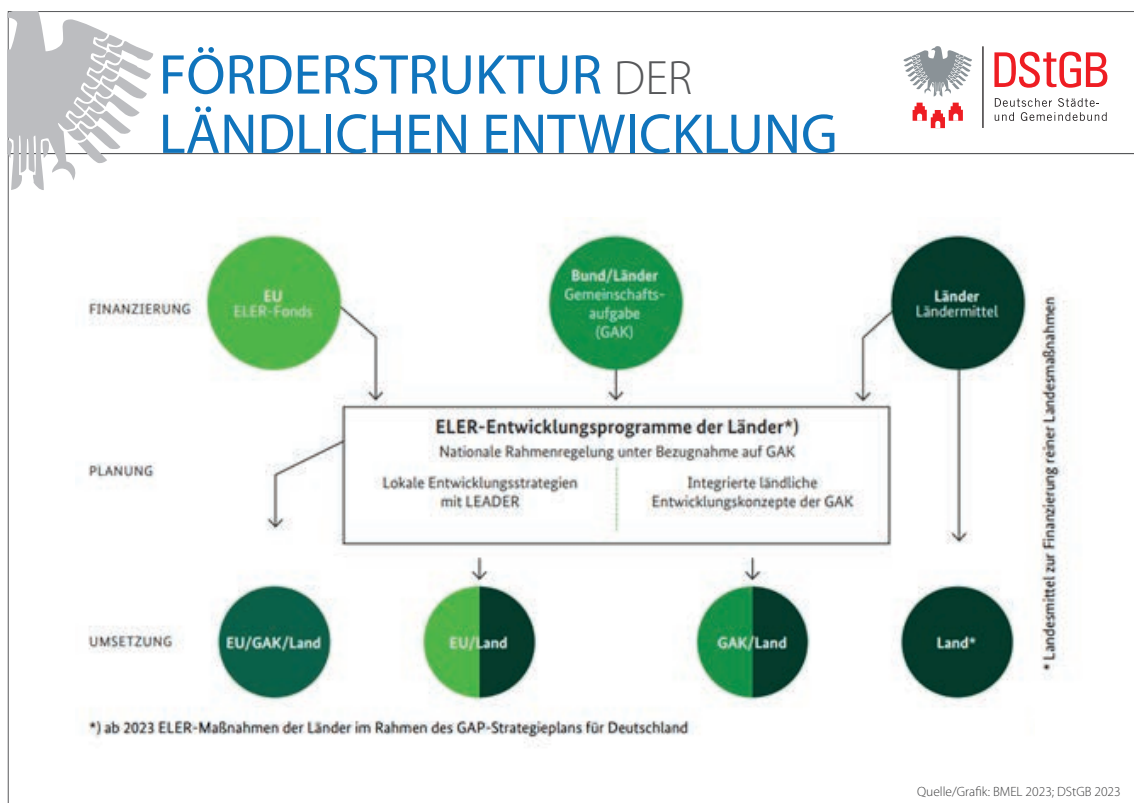 FÖRDERSTRUKTUR DER
LÄNDLICHEN ENTWICKLUNG
DStGB
Deutscher Städte-
und Gemeindebund
FINANZIERUNG
EU
ELER-Fonds
Bund/Länder
Gemeinschafts-
aufgabe
(GAK)
Länder
Ländermittel
PLANUNG
ELER-Entwicklungsprogramme der Länder*)
Nationale Rahmenregelung unter Bezugnahme auf GAK
Lokale Entwicklungsstrategien
mit LEADER
Integrierte ländliche
Entwicklungskonzepte der GAK
UMSETZUNG
EU/GAK/Land
EU/Land
GAK/Land
Land*
* Landesmittel zur Finanzierung reiner Landesmaßnahmen
*) ab 2023 ELER-Maßnahmen der Länder im Rahmen des GAP-Strategieplans für Deutschland
Quelle/Grafik: BMEL 2023; DStGB 2023